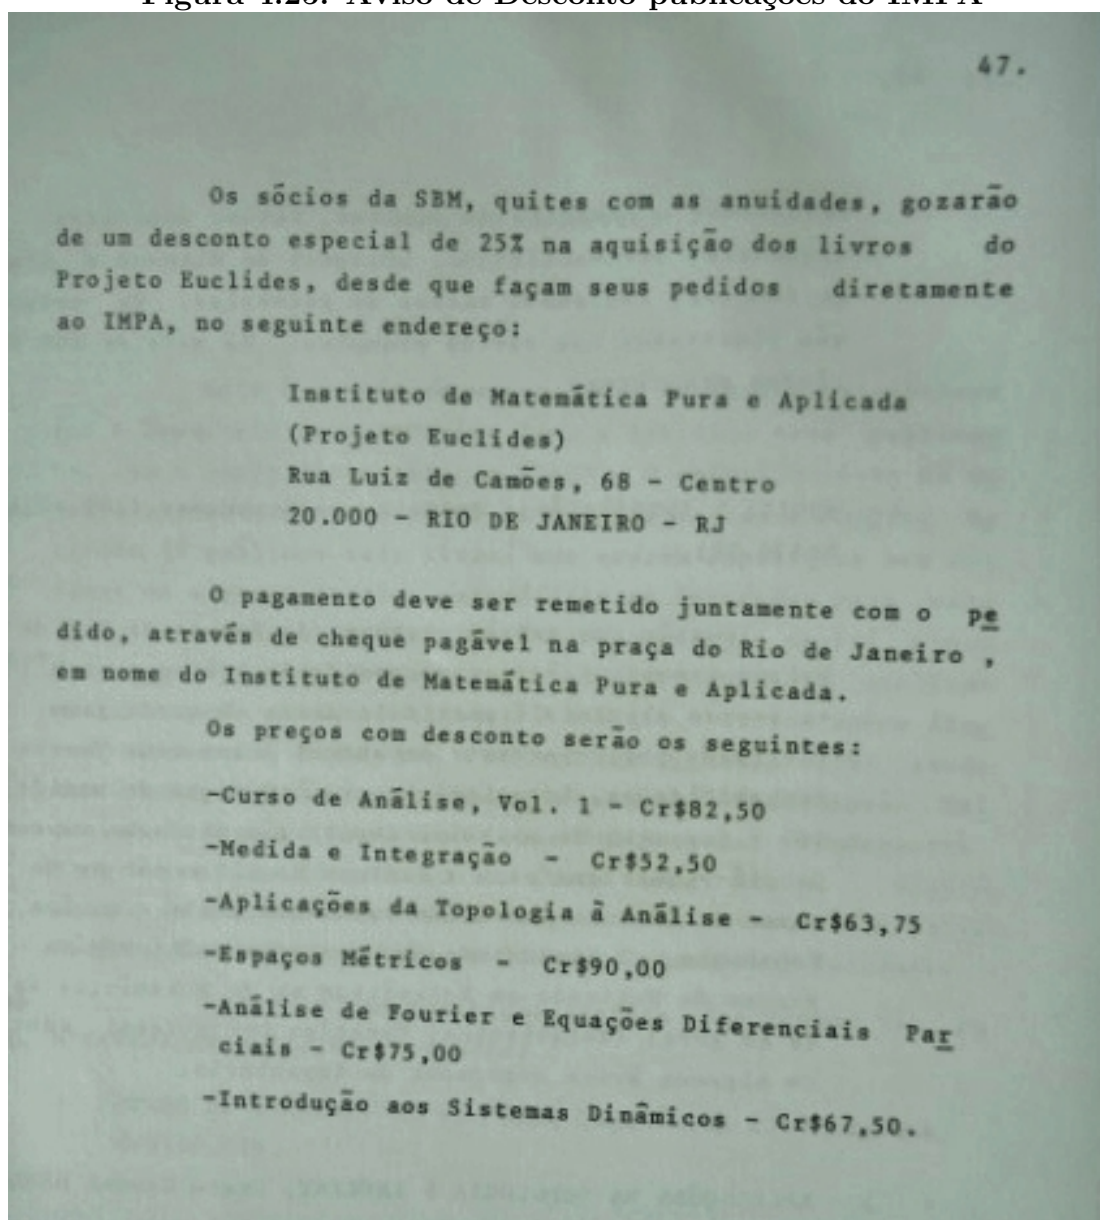 47.
Os sócios da SBM, quites com as anuidades, gozarão
de um desconto especial de 25% na aquisição dos livros do
Projeto Euclides, desde que façam seus pedidos diretamente
ao IMPA, no seguinte endereço:
Instituto de Matemática Pura e Aplicada
(Projeto Euclides)
Rua Luiz de Camões, 68 - Centro
20.000 - RIO DE JANEIRO - RJ
O pagamento deve ser remetido juntamente com o pe
dido, através de cheque pagável na praça do Rio de Janeiro ,
em nome do Instituto de Matemática Pura e Aplicada.
Os preços com desconto serão os seguintes:
-Curso de Análise, Vol. 1 - Cr$82,50
-Medida e Integração - Cr$52,50
-Aplicações da Topologia à Análise - Cr$63,75
-Espaços Métricos - Cr$90,00
-Análise de Fourier e Equações Diferenciais Par
ciais - Cr$75,00
-Introdução aos Sistemas Dinâmicos - Cr$67,50.